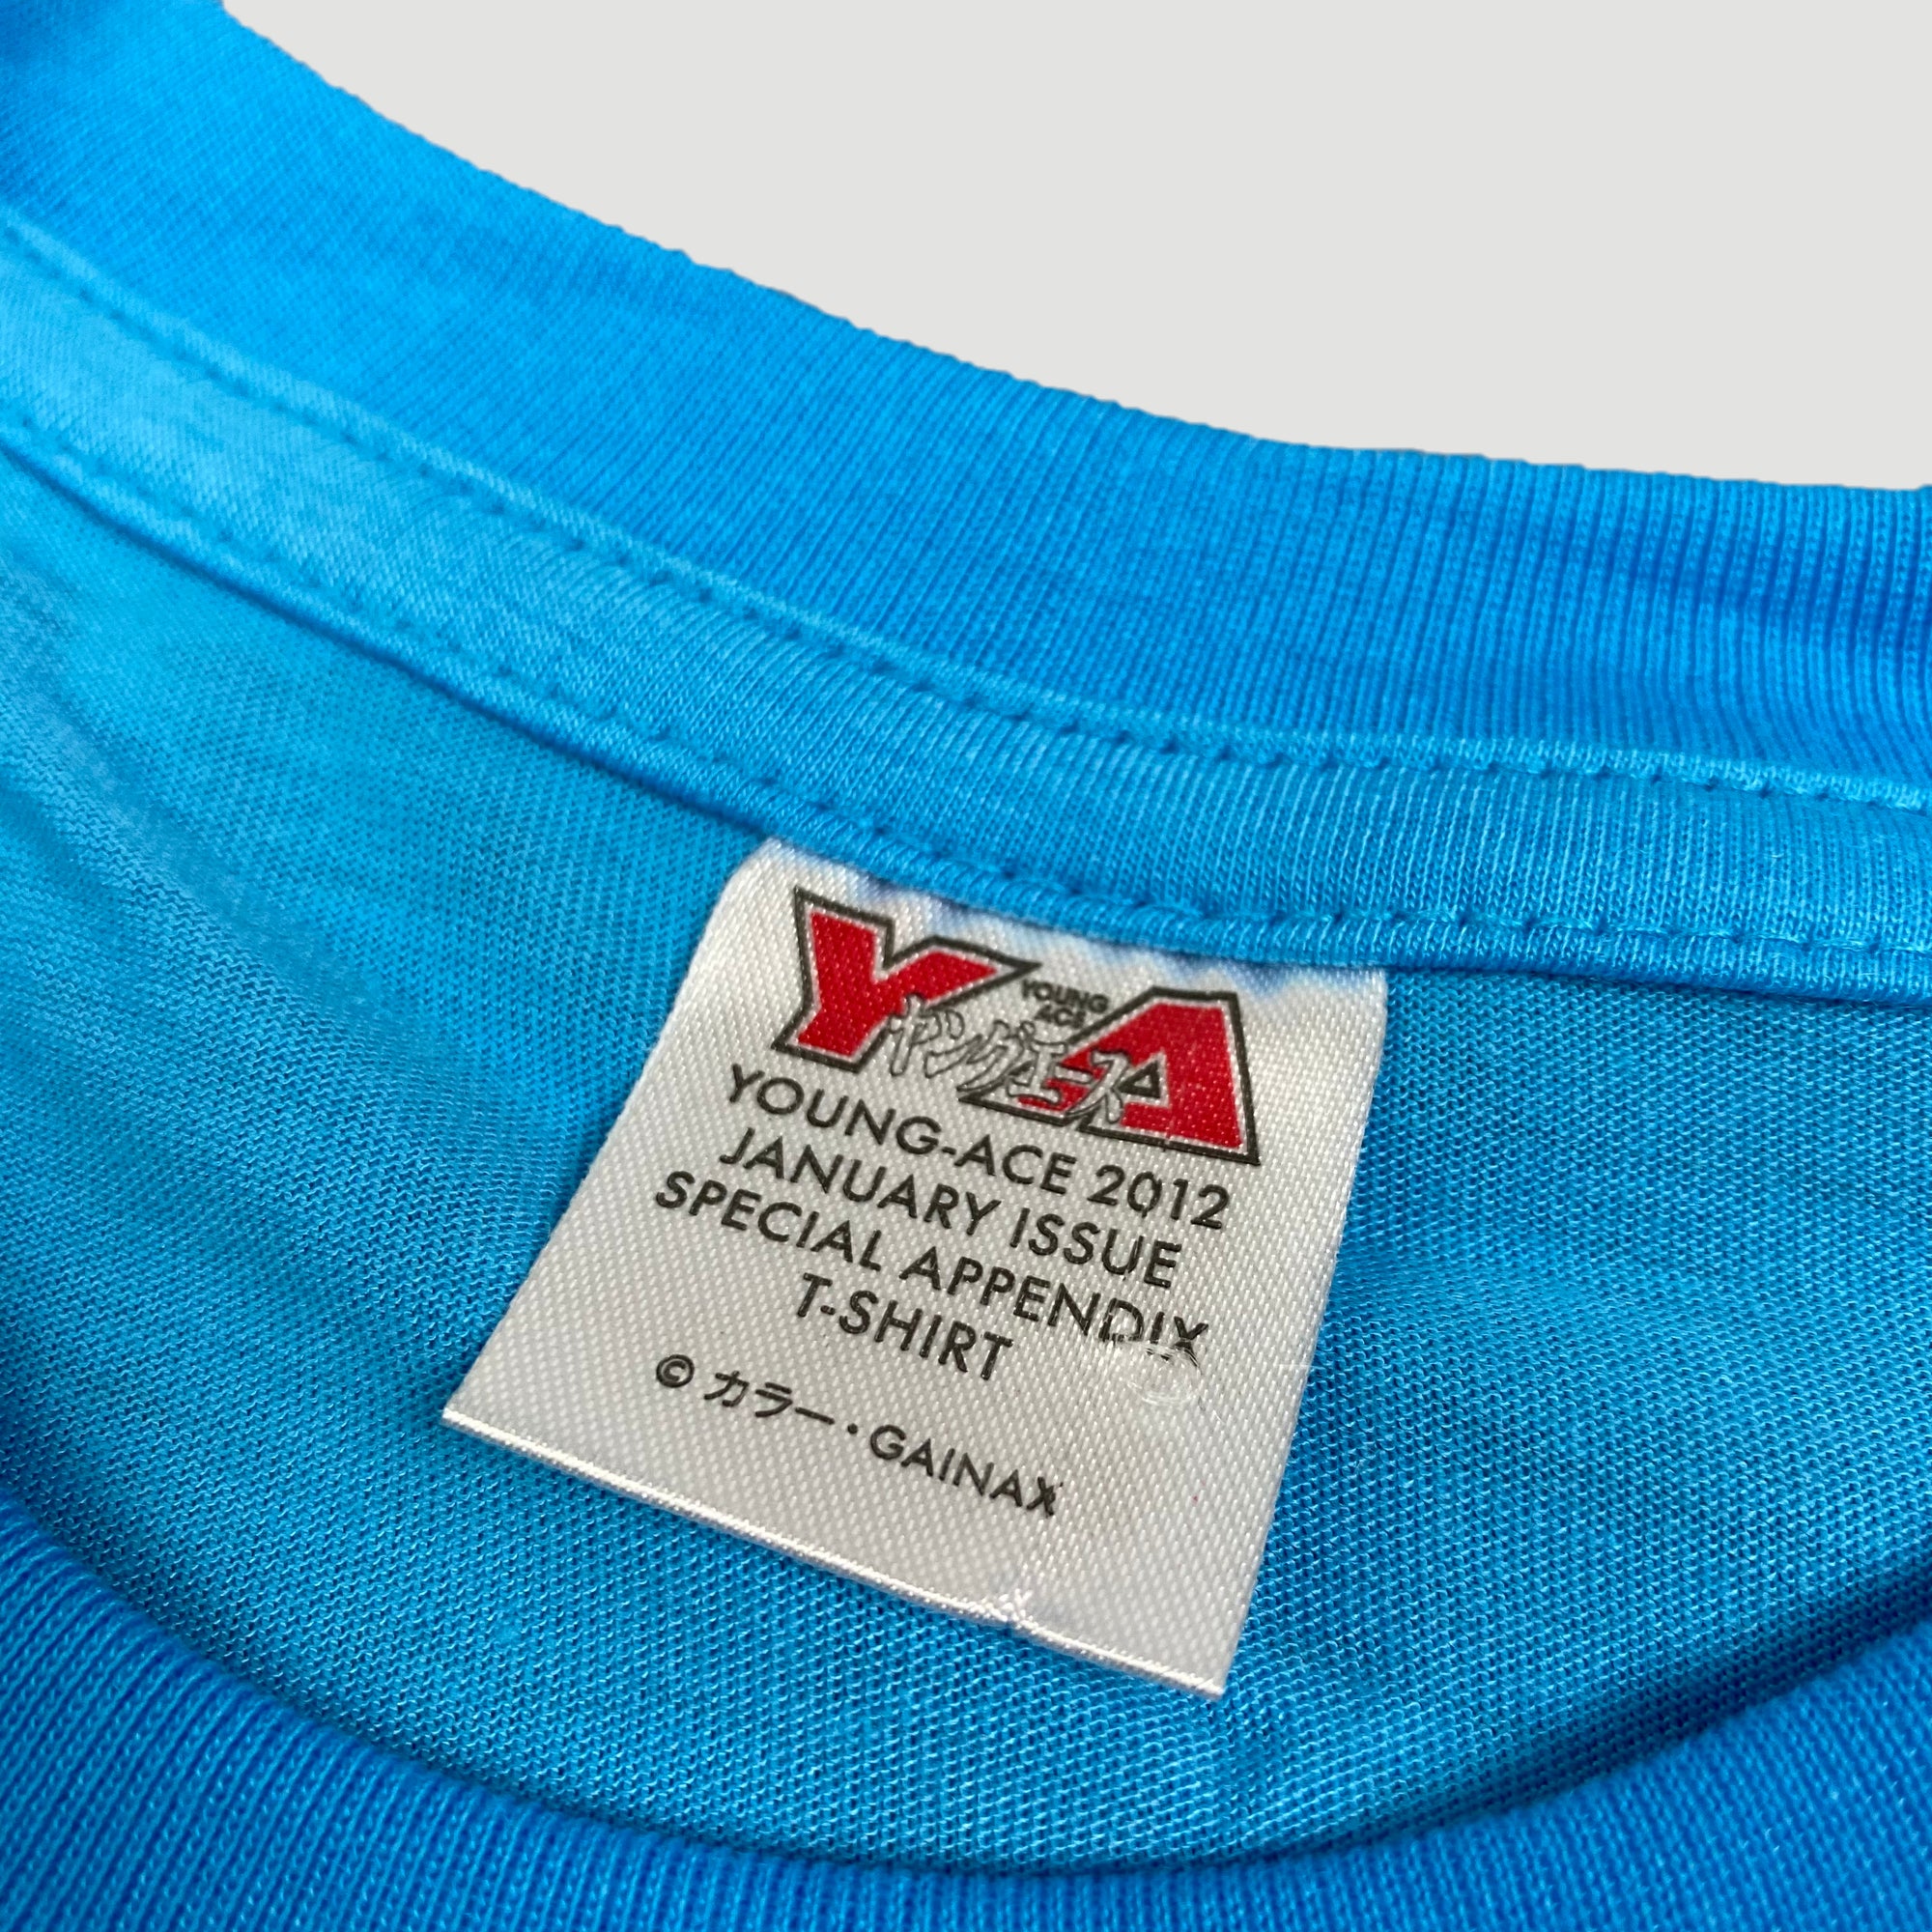 YA
YOUNG
ACE
ヤングエース
YOUNG-ACE 2012
JANUARY ISSUE
SPECIAL APPENDIX
T-SHIRT
© カラー・GAINAX